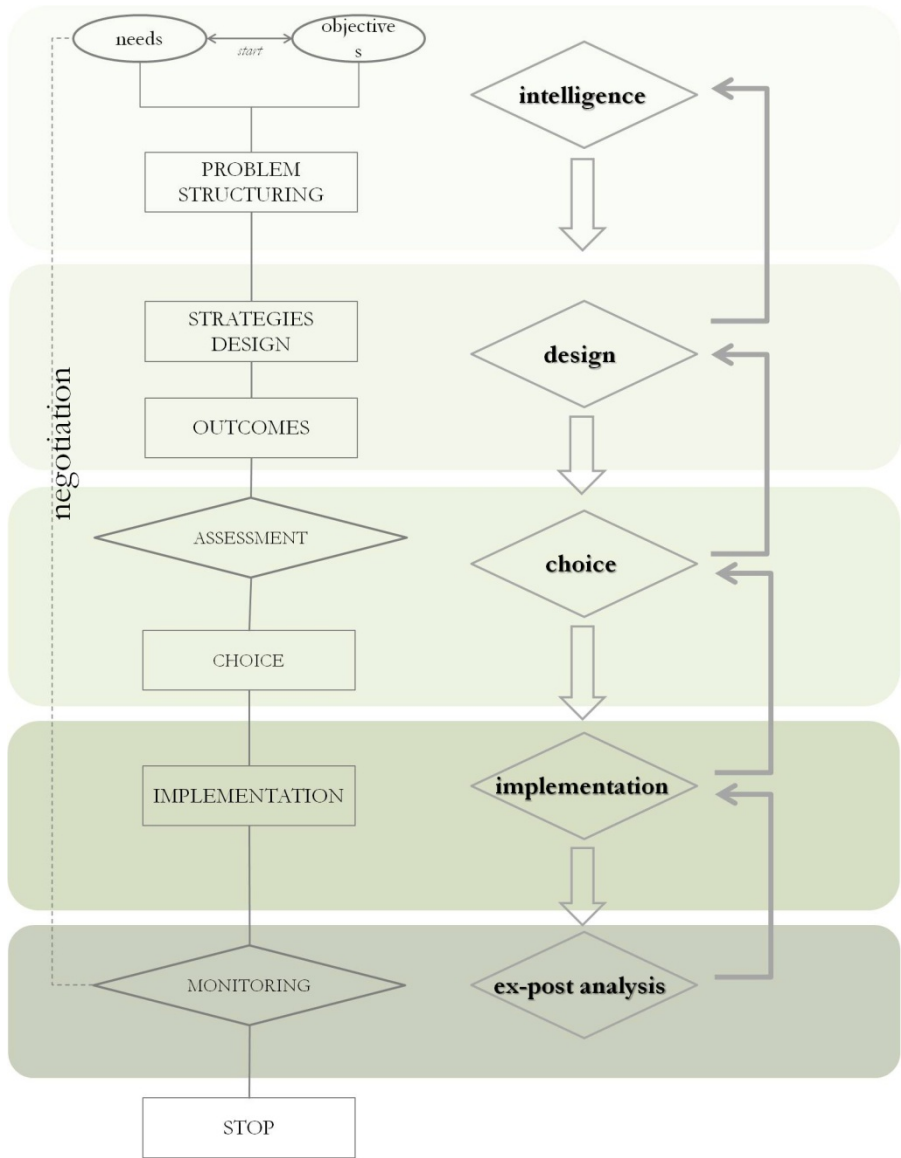 needs
start
objective
s
intelligence
PROBLEM
STRUCTURING
STRATEGIES
DESIGN
design
OUTCOMES
negotiation
ASSESSMENT
choice
CHOICE
implementation
IMPLEMENTATION
MONITORING
ex-post analysis
STOP